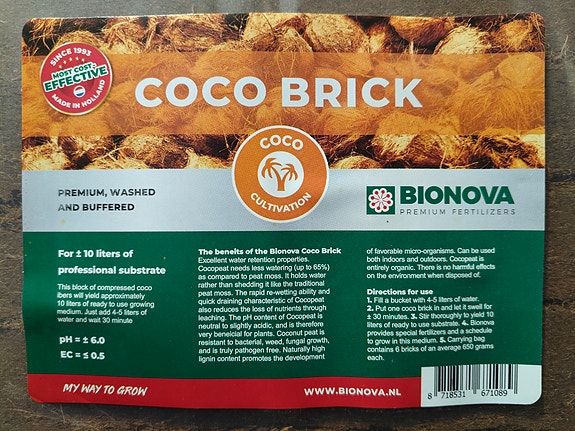 SINCE 1993
MOST COST-
EFFECTIVE
MADE IN HOLLAND
COCO BRICK
COCO
CULTIVATION
PREMIUM, WASHED
AND BUFFERED
BIONOVA
PREMIUM FERTILIZERS
For ± 10 liters of
professional substrate
This block of compressed coco
ibers will yield approximately
10 liters of ready to use growing
medium. Just add 4-5 liters of
water and wait 30 minute
pH = ± 6.0
EC = ± 0.5
The beneits of the Bionova Coco Brick
Excellent water retention properties.
Cocopeat needs less watering (up to 65%)
as compared to peat moss. It holds water
rather than shedding it like the traditional
peat moss. The rapid re-wetting ability and
quick draining characteristic of Cocopeat
also reduces the loss of nutrients through
leaching. The pH content of Cocopeat is
neutral to slightly acidic, and is therefore
very beneicial for plants. Coconut peat is
resistant to bacterial, weed, fungal growth,
and is truly pathogen free. Naturally high
lignin content promotes the development
of favorable micro-organisms. Can be used
both indoors and outdoors. Cocopeat is
entirely organic. There is no harmful effects
on the environment when disposed of.
Directions for use
1. Fill a bucket with 4-5 liters of water.
2. Put one coco brick in and let it swell for
± 30 minutes. 3. Stir thoroughly to yield 10
liters of ready to use substrate. 4. Bionova
provides special fertilizers and a schedule
to grow in this medium. 5. Carrying bag
contains 6 bricks of an average 650 grams
each.
MY WAY TO GROW
WWW.BIONOVA.NL
8 718531 671089